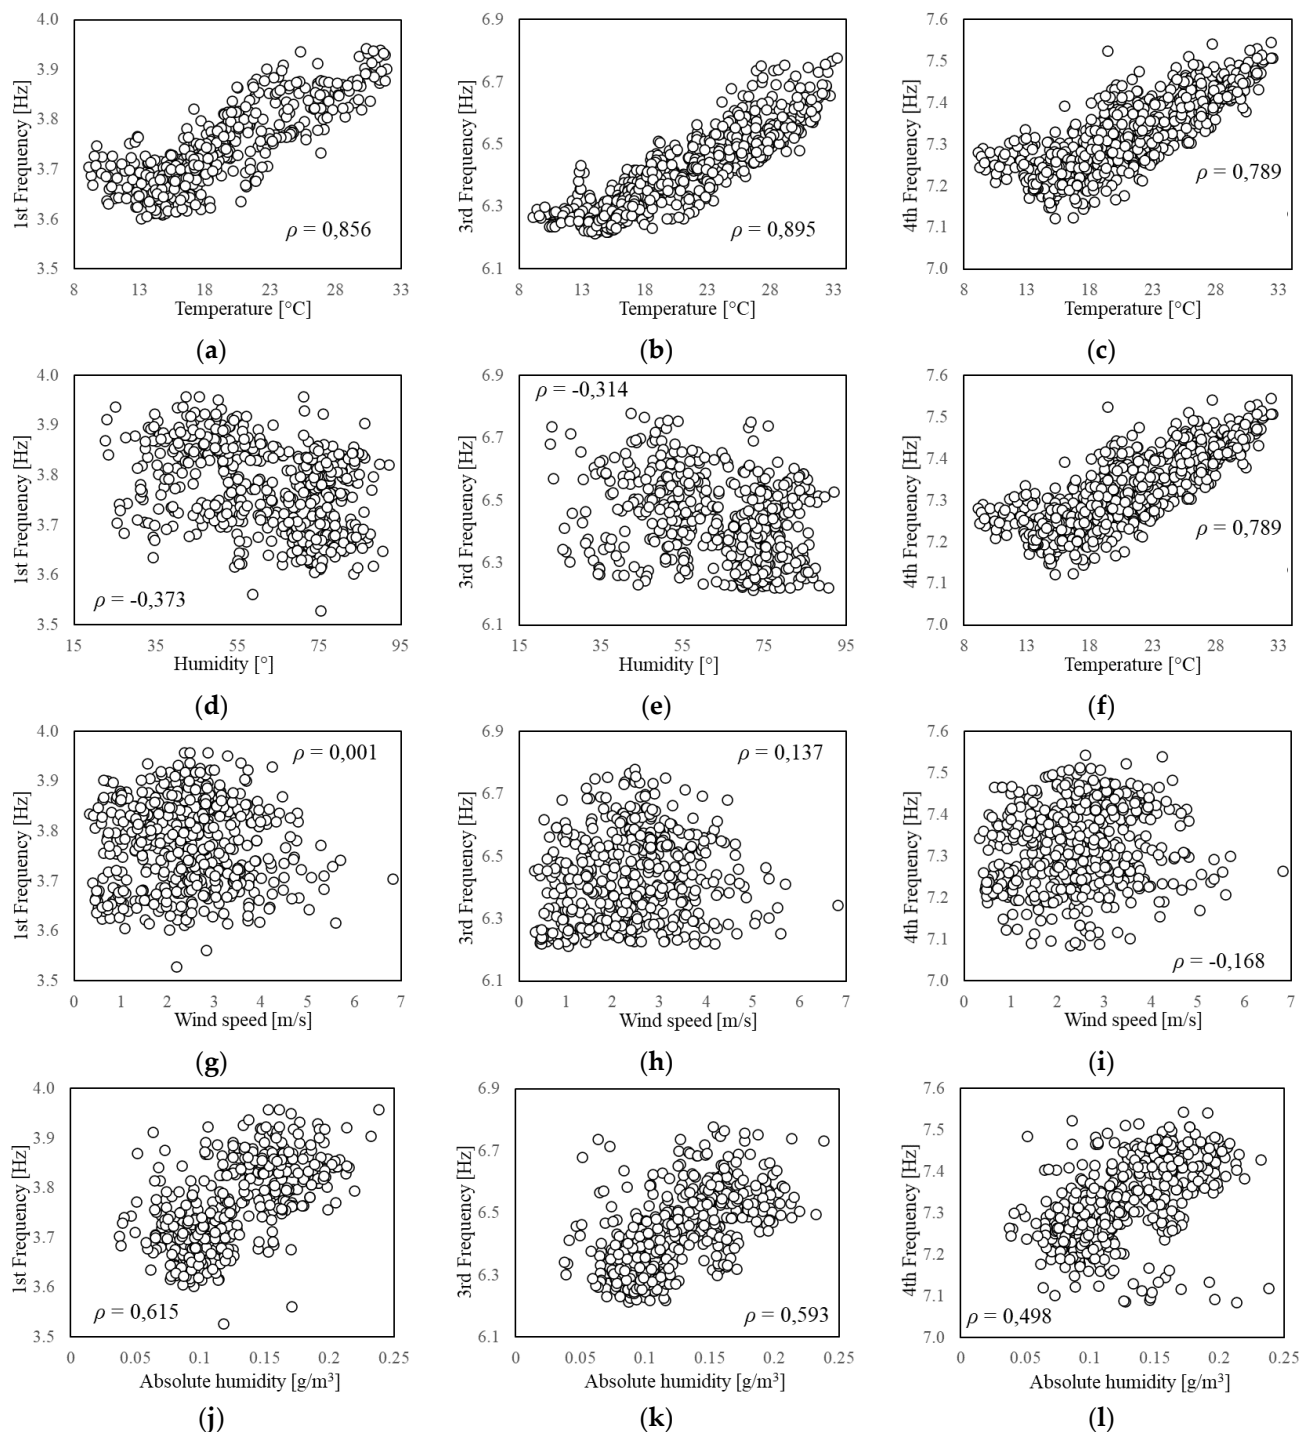 4.0 6.9 7.6
3.9 6.7 7.5
3.8 6.5 7.4
3.7 6.3 7.3
3.6 6.1 7.2
3.5 7.1
7.0
1st Frequency [Hz] 3rd Frequency [Hz] 4th Frequency [Hz]
ρ = 0,856 ρ = 0,895 ρ = 0,789
8 13 18 23 28 33 8 13 18 23 28 33 8 13 18 23 28 33
Temperature [°C] Temperature [°C] Temperature [°C]
(a) (b) (c)
4.0 6.9 7.6
3.9 6.7 7.5
3.8 6.5 7.4
3.7 6.3 7.3
3.6 6.1 7.2
3.5 7.1
7.0
1st Frequency [Hz] 3rd Frequency [Hz] 4th Frequency [Hz]
ρ = -0,373 ρ = -0,314 ρ = 0,789
15 35 55 75 95 15 35 55 75 95 8 13 18 23 28 33
Humidity [°] Humidity [°] Temperature [°C]
(d) (e) (f)
4.0 6.9 7.6
3.9 6.7 7.5
3.8 6.5 7.4
3.7 6.3 7.3
3.6 6.1 7.2
3.5 7.1
7.0
1st Frequency [Hz] 3rd Frequency [Hz] 4th Frequency [Hz]
ρ = 0,001 ρ = 0,137 ρ = -0,168
0 1 2 3 4 5 6 7 0 1 2 3 4 5 6 7 0 1 2 3 4 5 6 7
Wind speed [m/s] Wind speed [m/s] Wind speed [m/s]
(g) (h) (i)
4.0 6.9 7.6
3.9 6.7 7.5
3.8 6.5 7.4
3.7 6.3 7.3
3.6 6.1 7.2
3.5 7.1
7.0
1st Frequency [Hz] 3rd Frequency [Hz] 4th Frequency [Hz]
ρ = 0,615 ρ = 0,593 ρ = 0,498
0 0.05 0.1 0.15 0.2 0.25 0 0.05 0.1 0.15 0.2 0.25 0 0.05 0.1 0.15 0.2 0.25
Absolute humidity [g/m³] Absolute humidity [g/m³] Absolute humidity [g/m³]
(j) (k) (l)